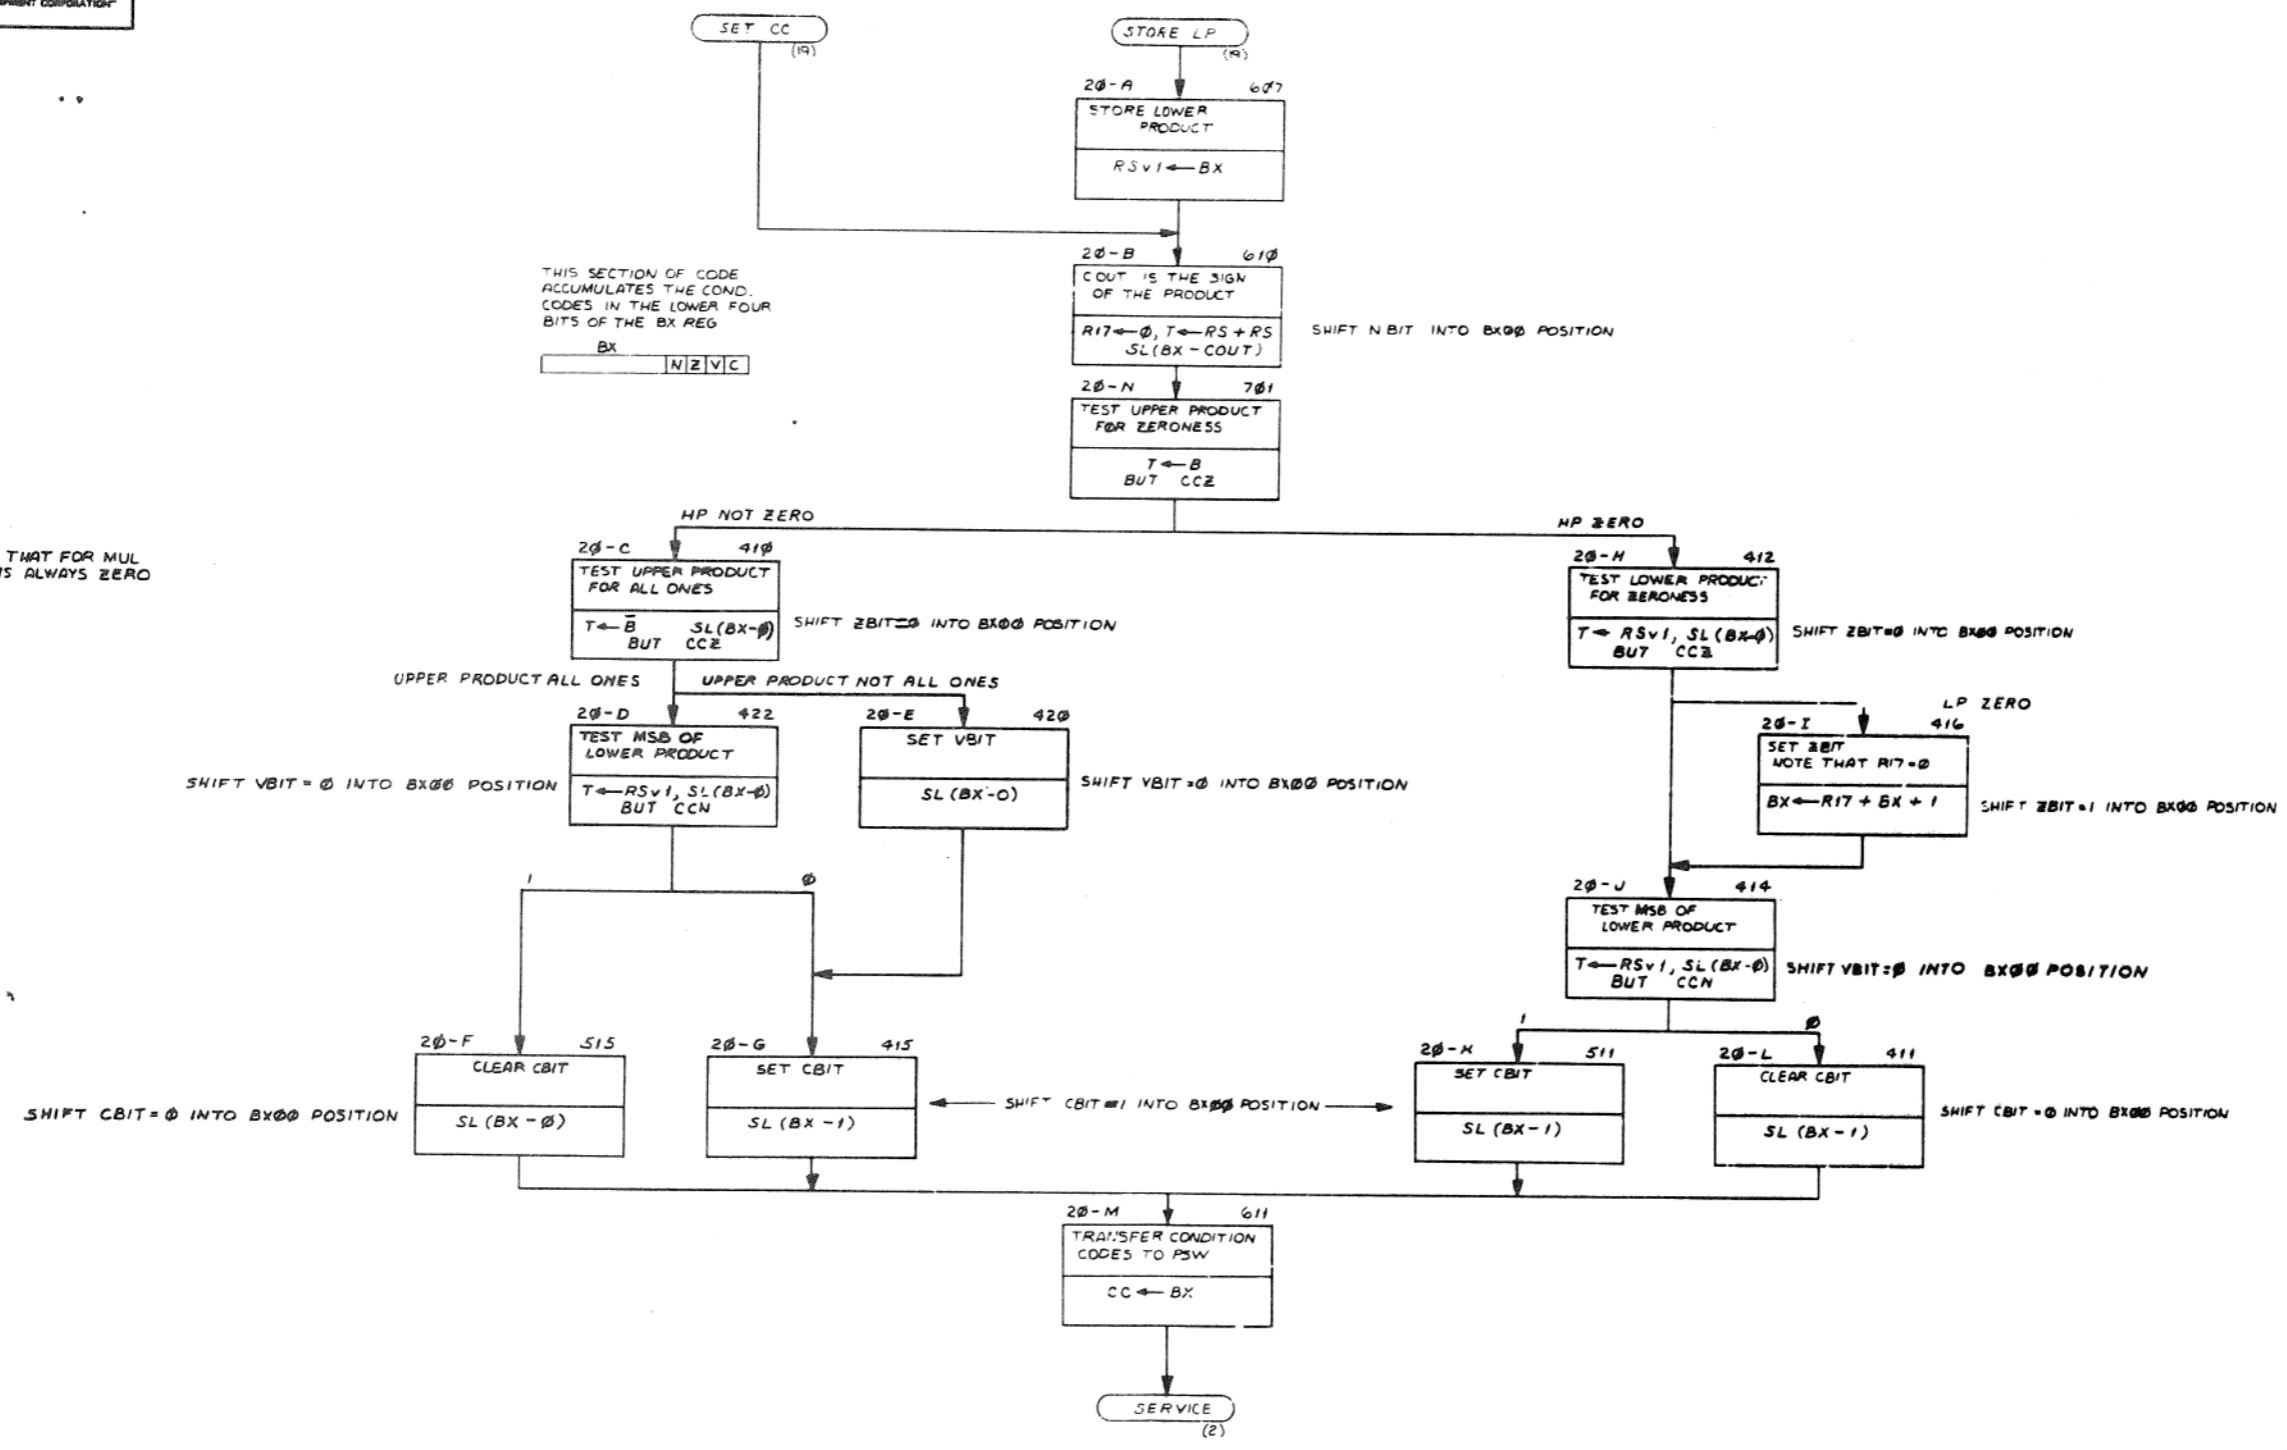 SET CC
(19)
STORE LP
(19)
20-A 607
STORE LOWER
PRODUCT
RSv1←BX
20-B 61Ø
COUT IS THE SIGN
OF THE PRODUCT
R17←Ø, T←RS+RS
SL(BX-COUT)
SHIFT N BIT INTO BXØØ POSITION
THIS SECTION OF CODE
ACCUMULATES THE COND.
CODES IN THE LOWER FOUR
BITS OF THE BX REG
BX
N Z V C
2Ø-N 7Ø1
TEST UPPER PRODUCT
FOR ZERONESS
T←B
BUT CCZ
HP NOT ZERO
HP ZERO
THAT FOR MUL
IS ALWAYS ZERO
2Ø-C 41Ø
TEST UPPER PRODUCT
FOR ALL ONES
T←B̅ SL(BX-Ø)
BUT CCZ
SHIFT ZBIT=Ø INTO BXØØ POSITION
2Ø-H 412
TEST LOWER PRODUCT
FOR ZERONESS
T←RSv1, SL(BX-Ø)
BUT CCZ
SHIFT ZBIT=Ø INTO BXØØ POSITION
UPPER PRODUCT ALL ONES
UPPER PRODUCT NOT ALL ONES
LP ZERO
2Ø-D 422
TEST MSB OF
LOWER PRODUCT
T←RSv1, SL(BX-Ø)
BUT CCN
SHIFT VBIT=Ø INTO BXØØ POSITION
2Ø-E 42Ø
SET VBIT
SL(BX-O)
SHIFT VBIT=Ø INTO BXØØ POSITION
2Ø-I 416
SET ZBIT
NOTE THAT R17=Ø
BX←R17+BX+1
SHIFT ZBIT=1 INTO BXØØ POSITION
1
Ø
2Ø-J 414
TEST MSB OF
LOWER PRODUCT
T←RSv1, SL(BX-Ø)
BUT CCN
SHIFT VBIT=Ø INTO BXØØ POSITION
1
Ø
2Ø-F 515
CLEAR CBIT
SL(BX-Ø)
SHIFT CBIT=Ø INTO BXØØ POSITION
2Ø-G 415
SET CBIT
SL(BX-1)
←SHIFT CBIT=1 INTO BXØØ POSITION→
2Ø-K 511
SET CBIT
SL(BX-1)
2Ø-L 411
CLEAR CBIT
SL(BX-1)
SHIFT CBIT=Ø INTO BXØØ POSITION
2Ø-M 611
TRANSFER CONDITION
CODES TO PSW
CC←BX
SERVICE
(2)